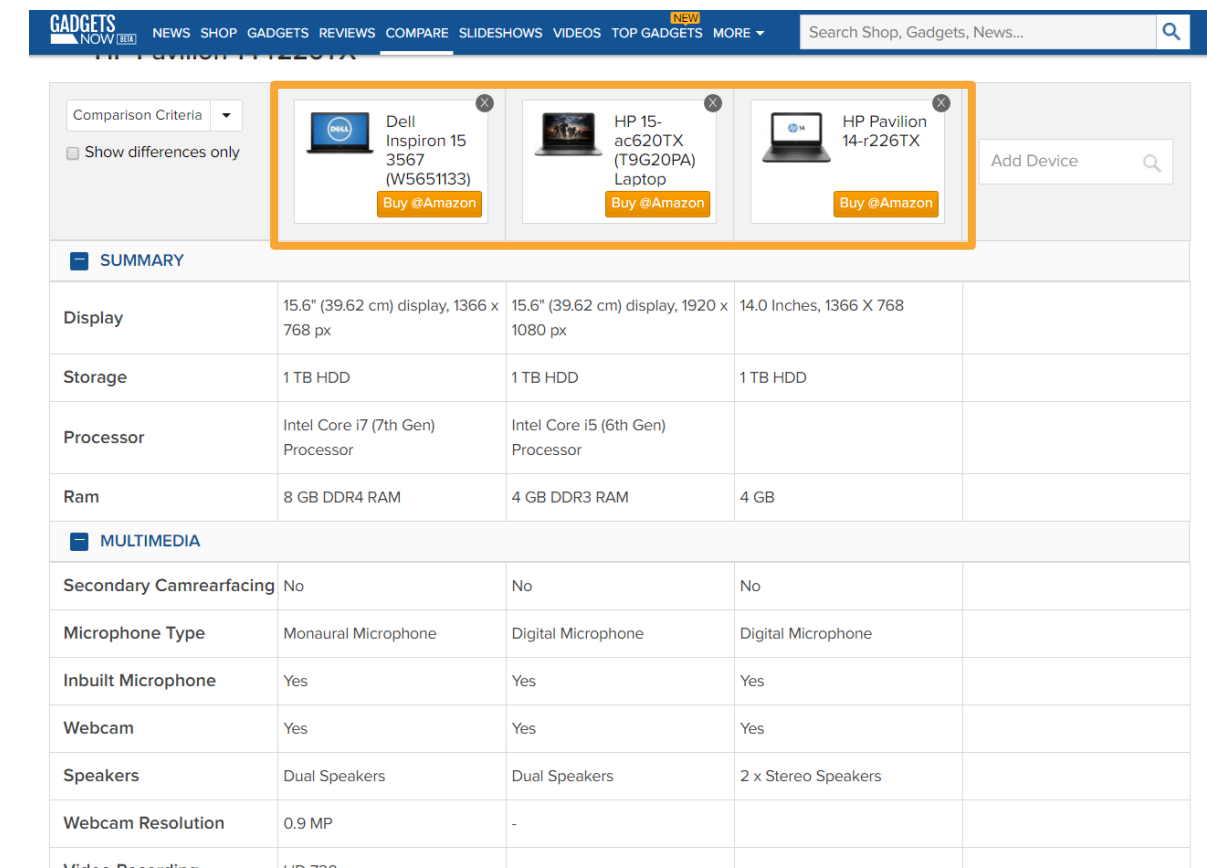 GADGETS
NOW BETA
NEWS SHOP GADGETS REVIEWS COMPARE SLIDESHOWS VIDEOS TOP GADGETS NEW MORE
Search Shop, Gadgets, News...
Comparison Criteria
Show differences only
DELL
Dell
Inspiron 15
3567
(W5651133)
Buy @Amazon
X
HP 15-
ac620TX
(T9G20PA)
Laptop
Buy @Amazon
X
HP Pavilion
14-r226TX
Buy @Amazon
X
Add Device
SUMMARY
Display
15.6" (39.62 cm) display, 1366 x
768 px
15.6" (39.62 cm) display, 1920 x
1080 px
14.0 Inches, 1366 X 768
Storage 1 TB HDD 1 TB HDD 1 TB HDD
Processor
Intel Core i7 (7th Gen)
Processor
Intel Core i5 (6th Gen)
Processor
Ram 8 GB DDR4 RAM 4 GB DDR3 RAM 4 GB
MULTIMEDIA
Secondary Camrearfacing No No No
Microphone Type Monaural Microphone Digital Microphone Digital Microphone
Inbuilt Microphone Yes Yes Yes
Webcam Yes Yes Yes
Speakers Dual Speakers Dual Speakers 2 x Stereo Speakers
Webcam Resolution 0.9 MP -